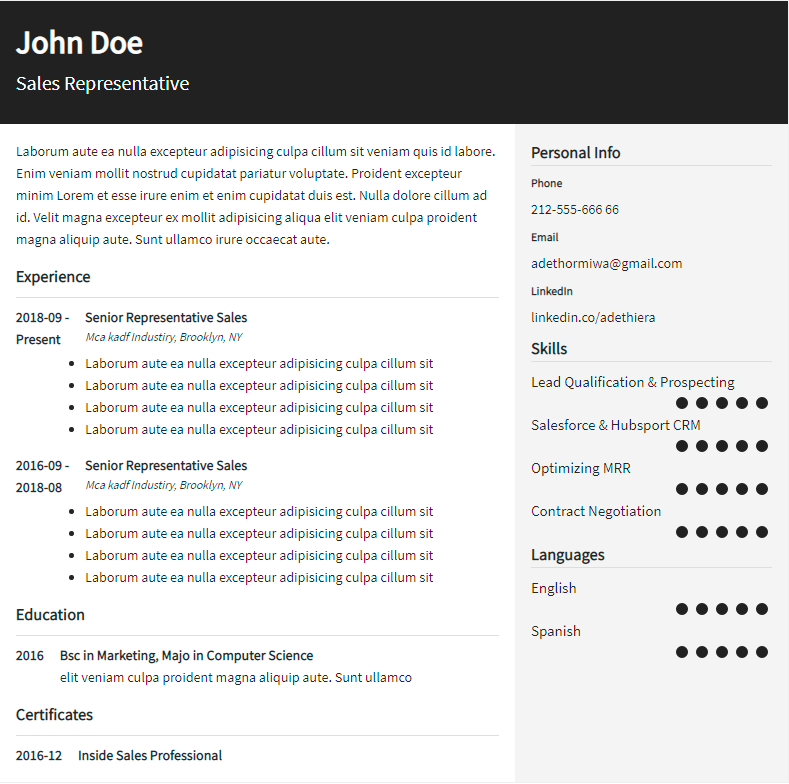 John Doe
Sales Representative
Laborum aute ea nulla excepteur adipisicing culpa cillum sit veniam quis id labore.
Enim veniam mollit nostrud cupidatat pariatur voluptate. Proident excepteur
minim Lorem et esse irure enim et enim cupidatat duis est. Nulla dolore cillum ad
id. Velit magna excepteur ex mollit adipisicing aliqua elit veniam culpa proident
magna aliquip aute. Sunt ullamco irure occaecat aute.
Experience
2018-09 - Present
Senior Representative Sales
Mca kadf Industiry, Brooklyn, NY
• Laborum aute ea nulla excepteur adipisicing culpa cillum sit
• Laborum aute ea nulla excepteur adipisicing culpa cillum sit
• Laborum aute ea nulla excepteur adipisicing culpa cillum sit
• Laborum aute ea nulla excepteur adipisicing culpa cillum sit
2016-09 - 2018-08
Senior Representative Sales
Mca kadf Industiry, Brooklyn, NY
• Laborum aute ea nulla excepteur adipisicing culpa cillum sit
• Laborum aute ea nulla excepteur adipisicing culpa cillum sit
• Laborum aute ea nulla excepteur adipisicing culpa cillum sit
• Laborum aute ea nulla excepteur adipisicing culpa cillum sit
Education
2016 Bsc in Marketing, Majo in Computer Science
elit veniam culpa proident magna aliquip aute. Sunt ullamco
Certificates
2016-12 Inside Sales Professional
Personal Info
Phone
212-555-666 66
Email
adethormiwa@gmail.com
LinkedIn
linkedin.co/adethiera
Skills
Lead Qualification & Prospecting
Salesforce & Hubsport CRM
Optimizing MRR
Contract Negotiation
Languages
English
Spanish